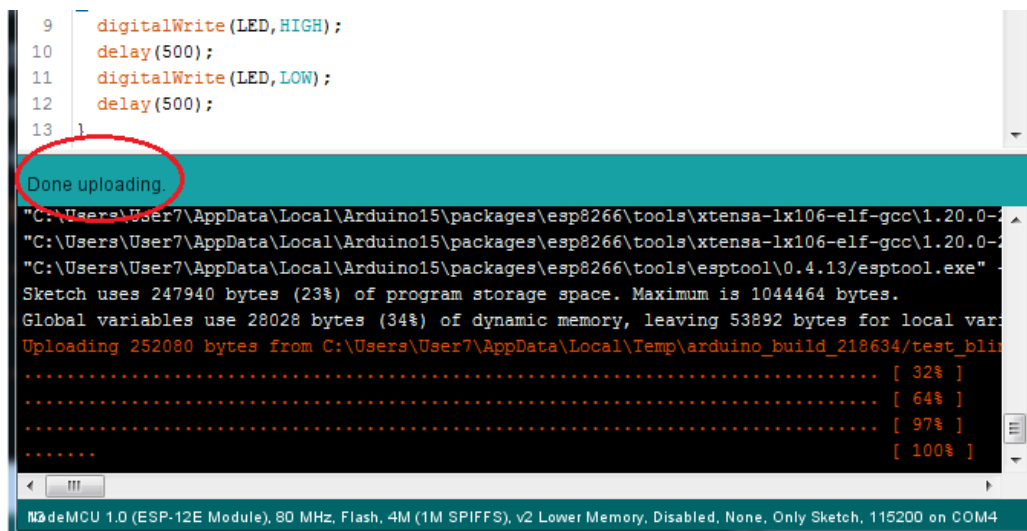 9 digitalWrite(LED,HIGH);
10 delay(500);
11 digitalWrite(LED,LOW);
12 delay(500);
13 }
Done uploading.
"C:\Users\User7\AppData\Local\Arduino15\packages\esp8266\tools\xtensa-lx106-elf-gcc\1.20.0-2
"C:\Users\User7\AppData\Local\Arduino15\packages\esp8266\tools\xtensa-lx106-elf-gcc\1.20.0-2
"C:\Users\User7\AppData\Local\Arduino15\packages\esp8266\tools\esptool\0.4.13/esptool.exe" -
Sketch uses 247940 bytes (23%) of program storage space. Maximum is 1044464 bytes.
Global variables use 28028 bytes (34%) of dynamic memory, leaving 53892 bytes for local var
Uploading 252080 bytes from C:\Users\User7\AppData\Local\Temp\arduino_build_218634/test_bli
................................................................................ [ 32% ]
................................................................................ [ 64% ]
................................................................................ [ 97% ]
....... [ 100% ]
NodeMCU 1.0 (ESP-12E Module), 80 MHz, Flash, 4M (1M SPIFFS), v2 Lower Memory, Disabled, None, Only Sketch, 115200 on COM4